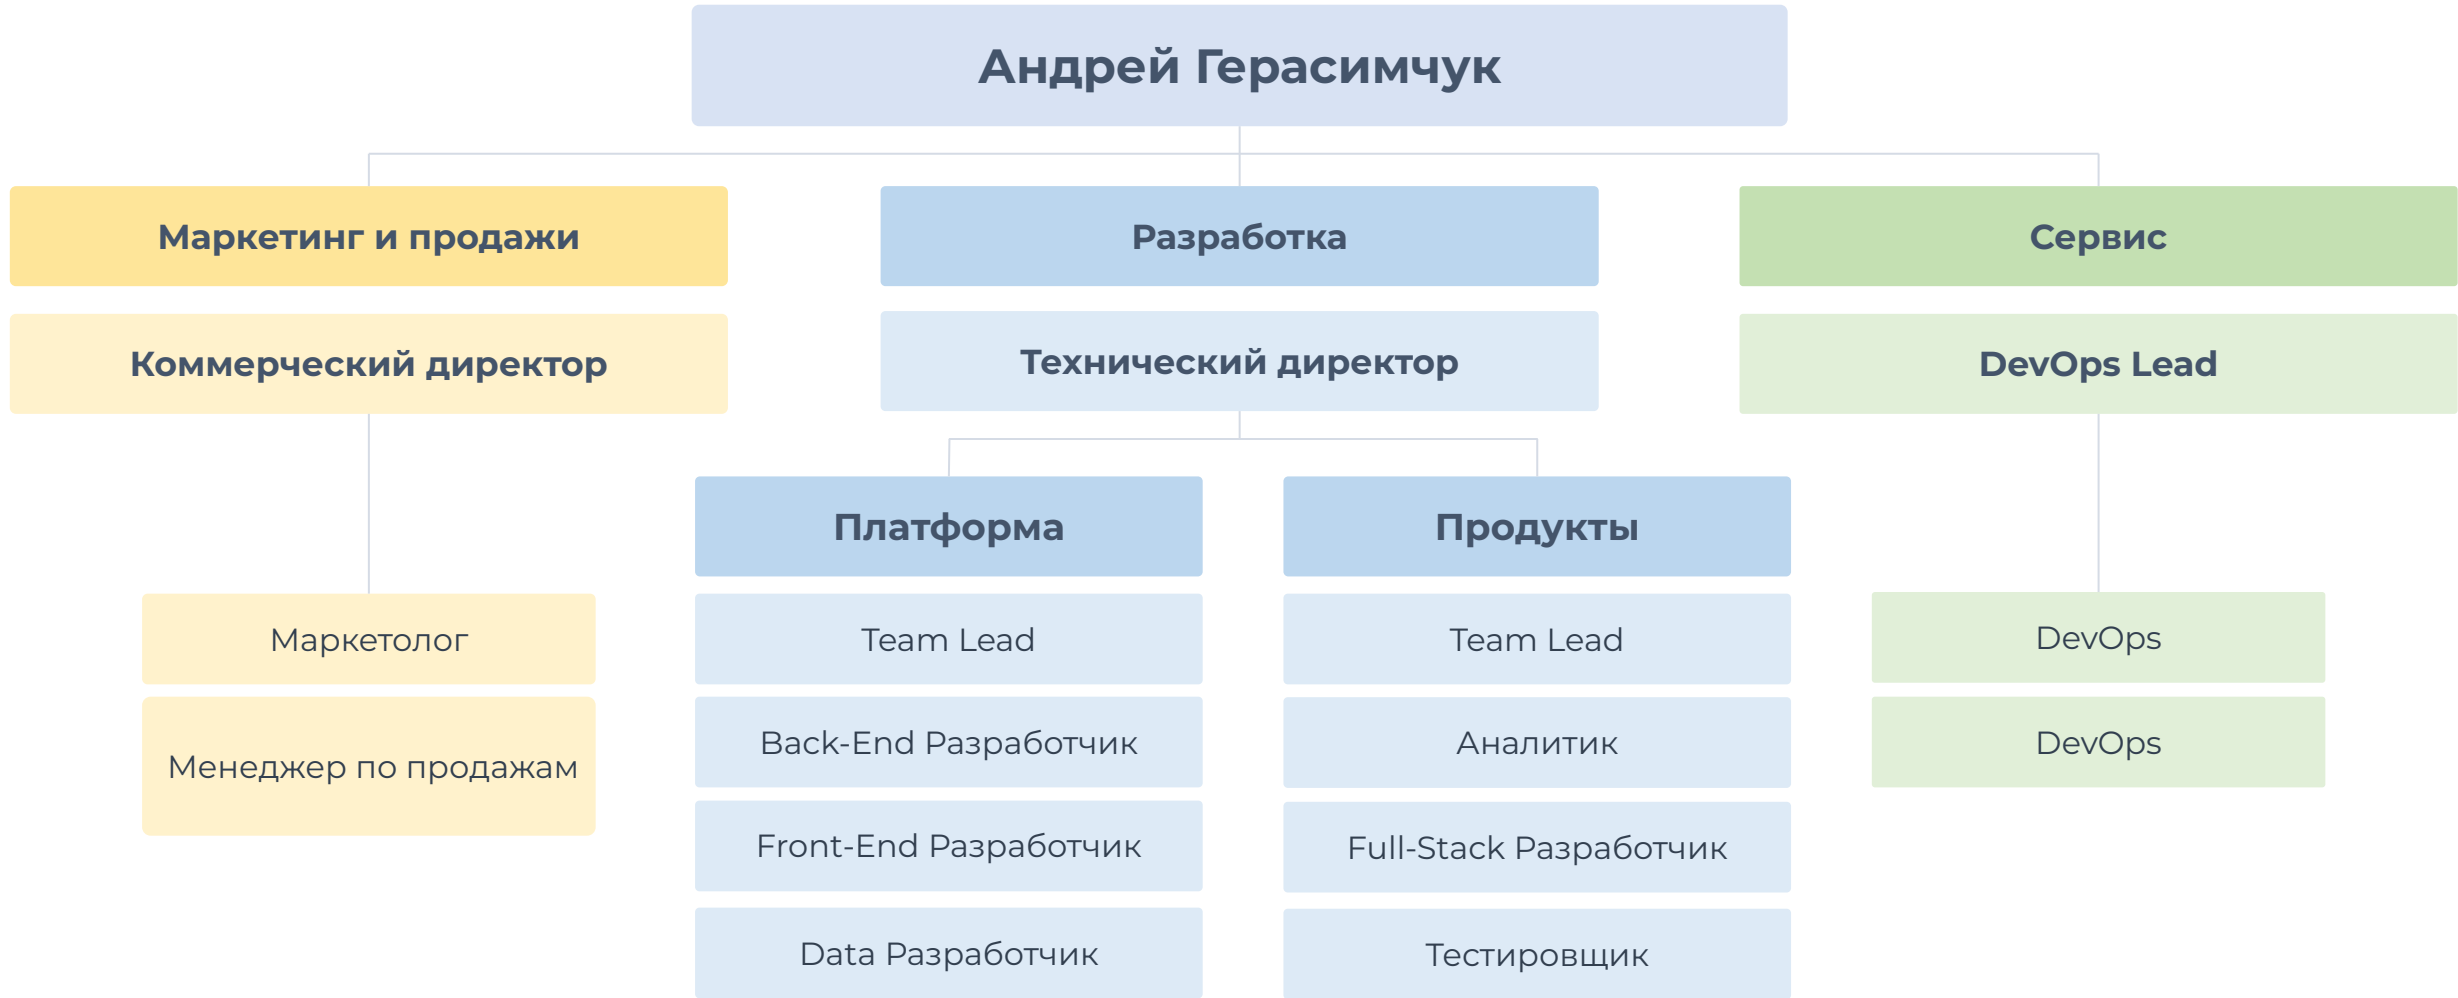 Андрей Герасимчук
Маркетинг и продажи
Разработка
Сервис
Коммерческий директор
Технический директор
DevOps Lead
Платформа
Продукты
Маркетолог
Team Lead
Team Lead
DevOps
Менеджер по продажам
Back-End Разработчик
Аналитик
DevOps
Front-End Разработчик
Full-Stack Разработчик
Data Разработчик
Тестировщик